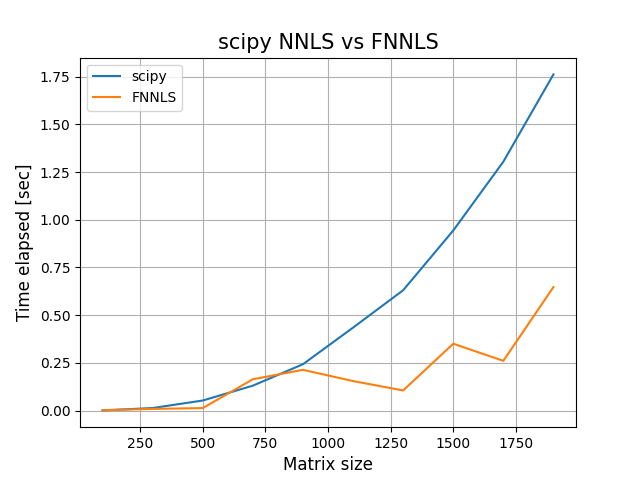 scipy NNLS vs FNNLS
scipy
FNNLS
Time elapsed [sec]
1.75
1.50
1.25
1.00
0.75
0.50
0.25
0.00
250 500 750 1000 1250 1500 1750
Matrix size